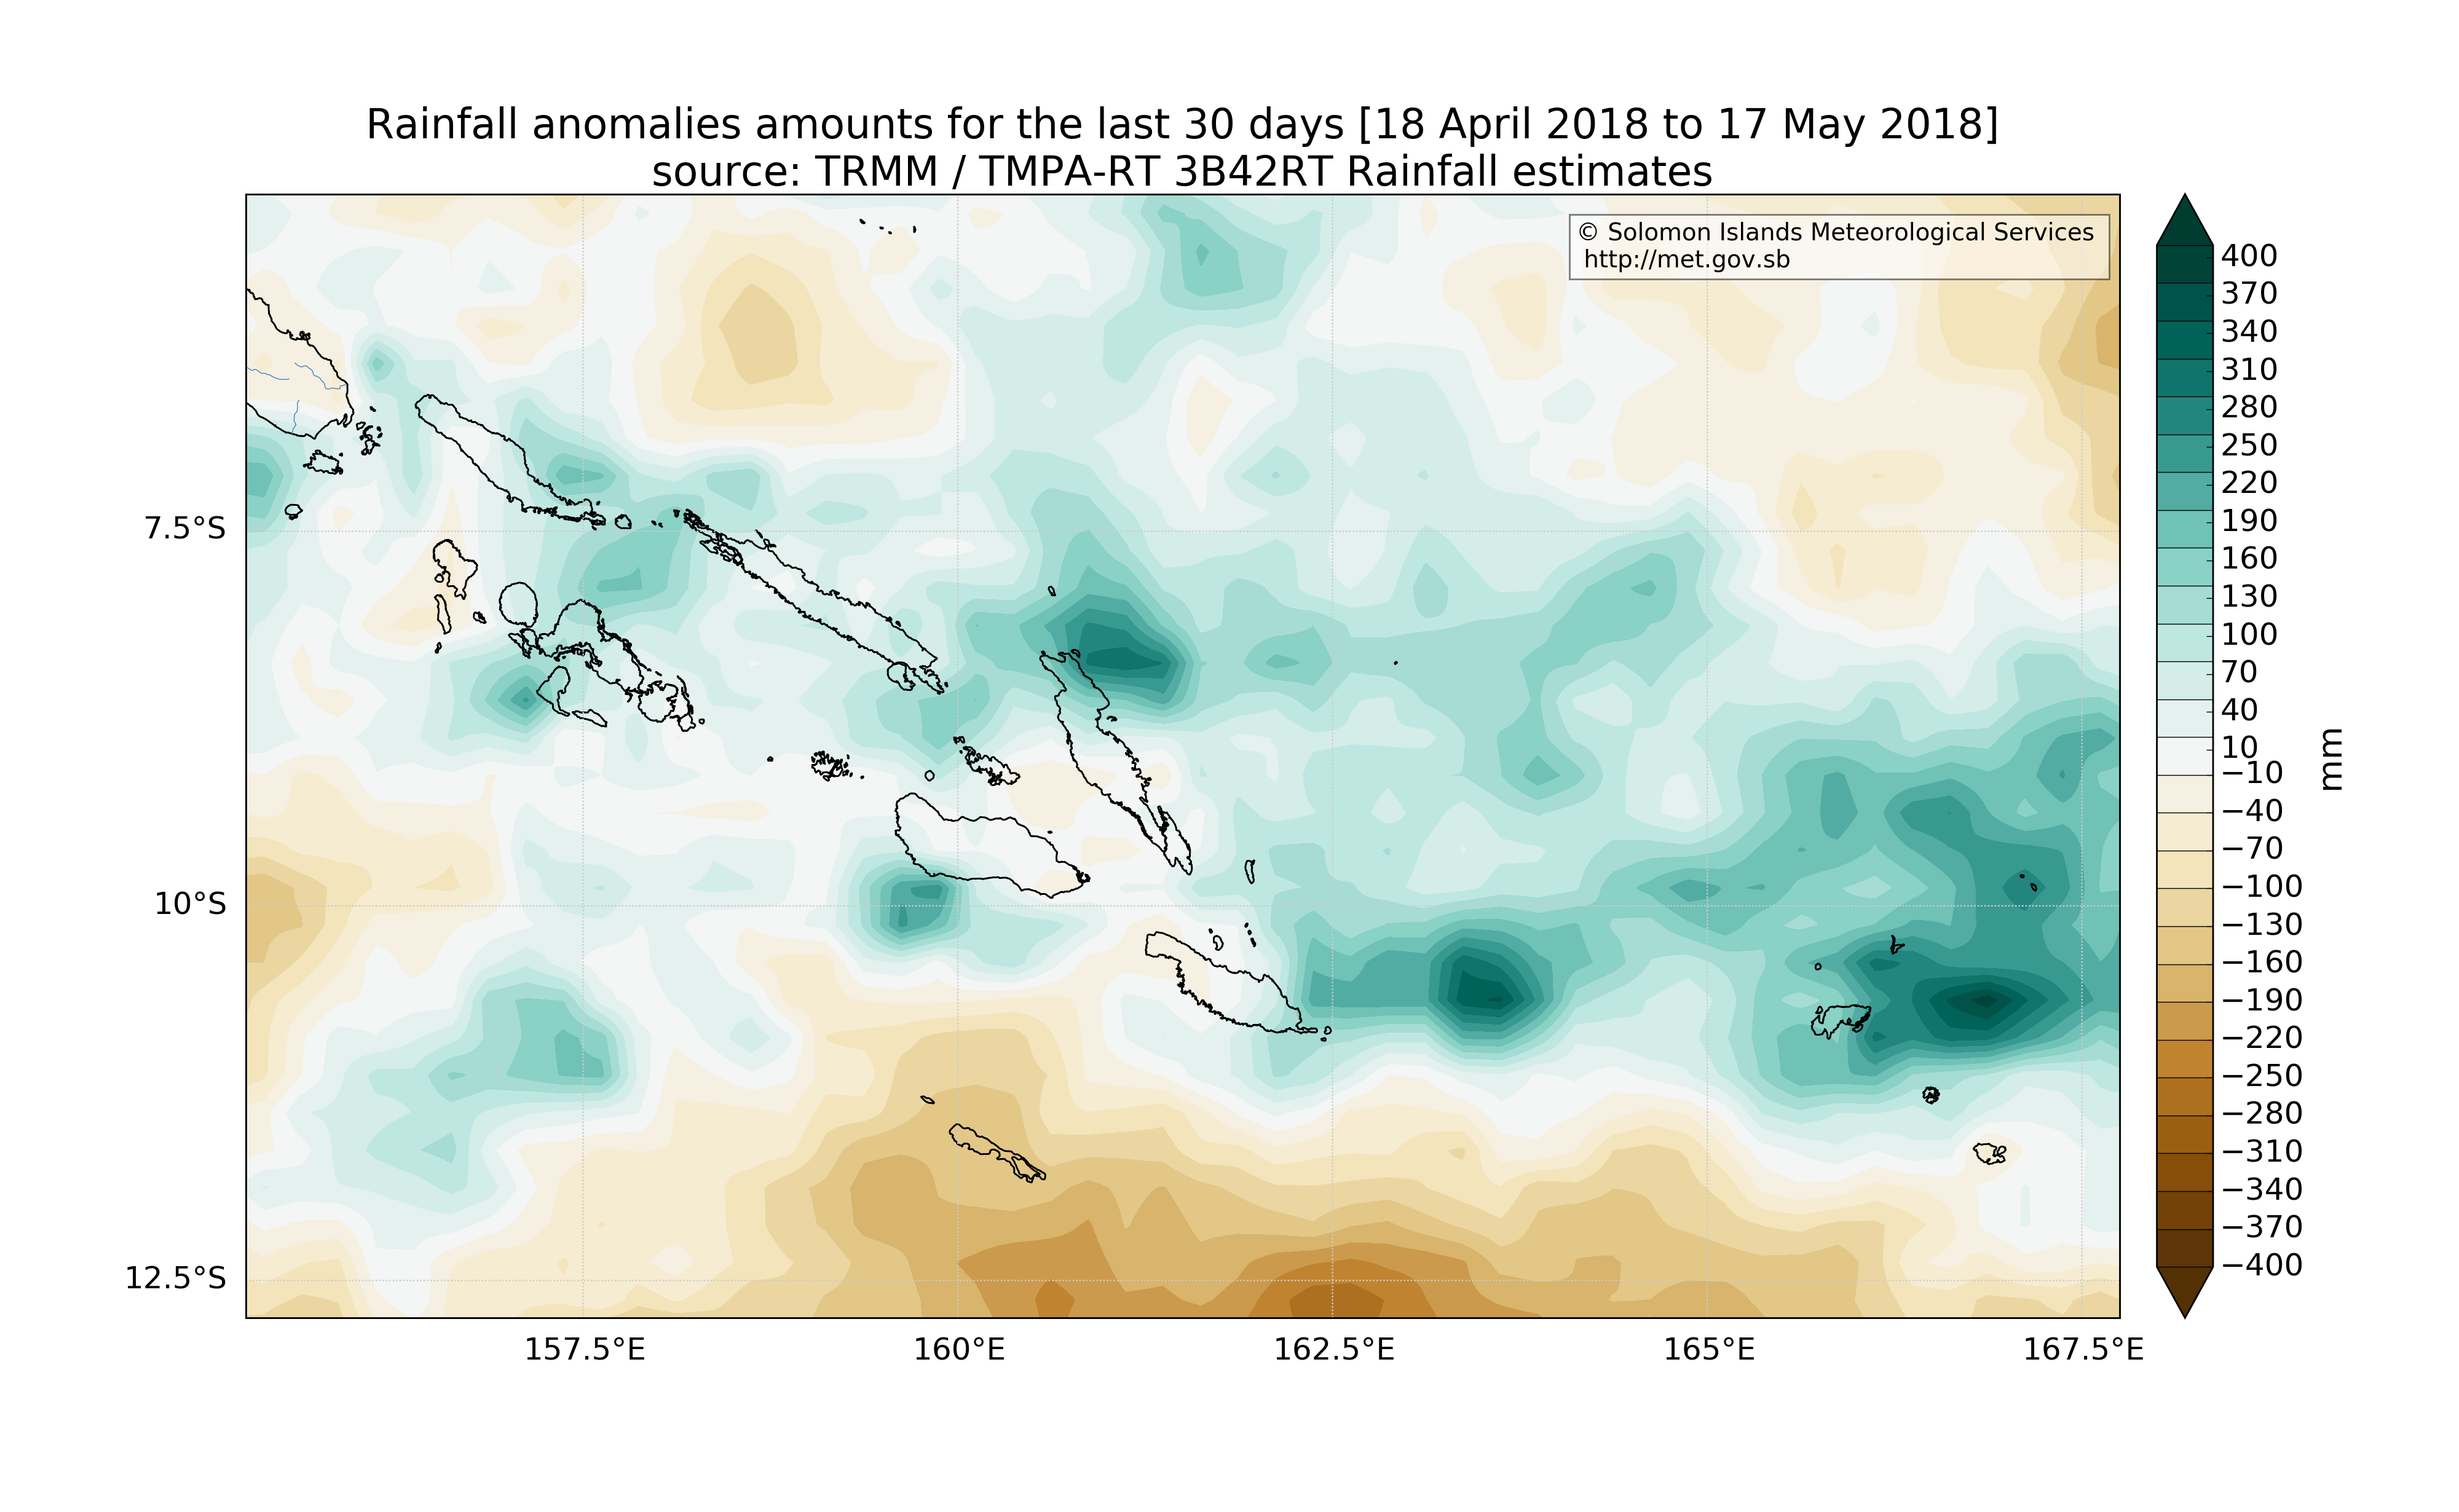 Rainfall anomalies amounts for the last 30 days [18 April 2018 to 17 May 2018]
source: TRMM / TMPA-RT 3B42RT Rainfall estimates
© Solomon Islands Meteorological Services
http://met.gov.sb
7.5°S
10°S
12.5°S
157.5°E
160°E
162.5°E
165°E
167.5°E
400
370
340
310
280
250
220
190
160
130
100
70
40
10
−10
−40
−70
−100
−130
−160
−190
−220
−250
−280
−310
−340
−370
−400
mm